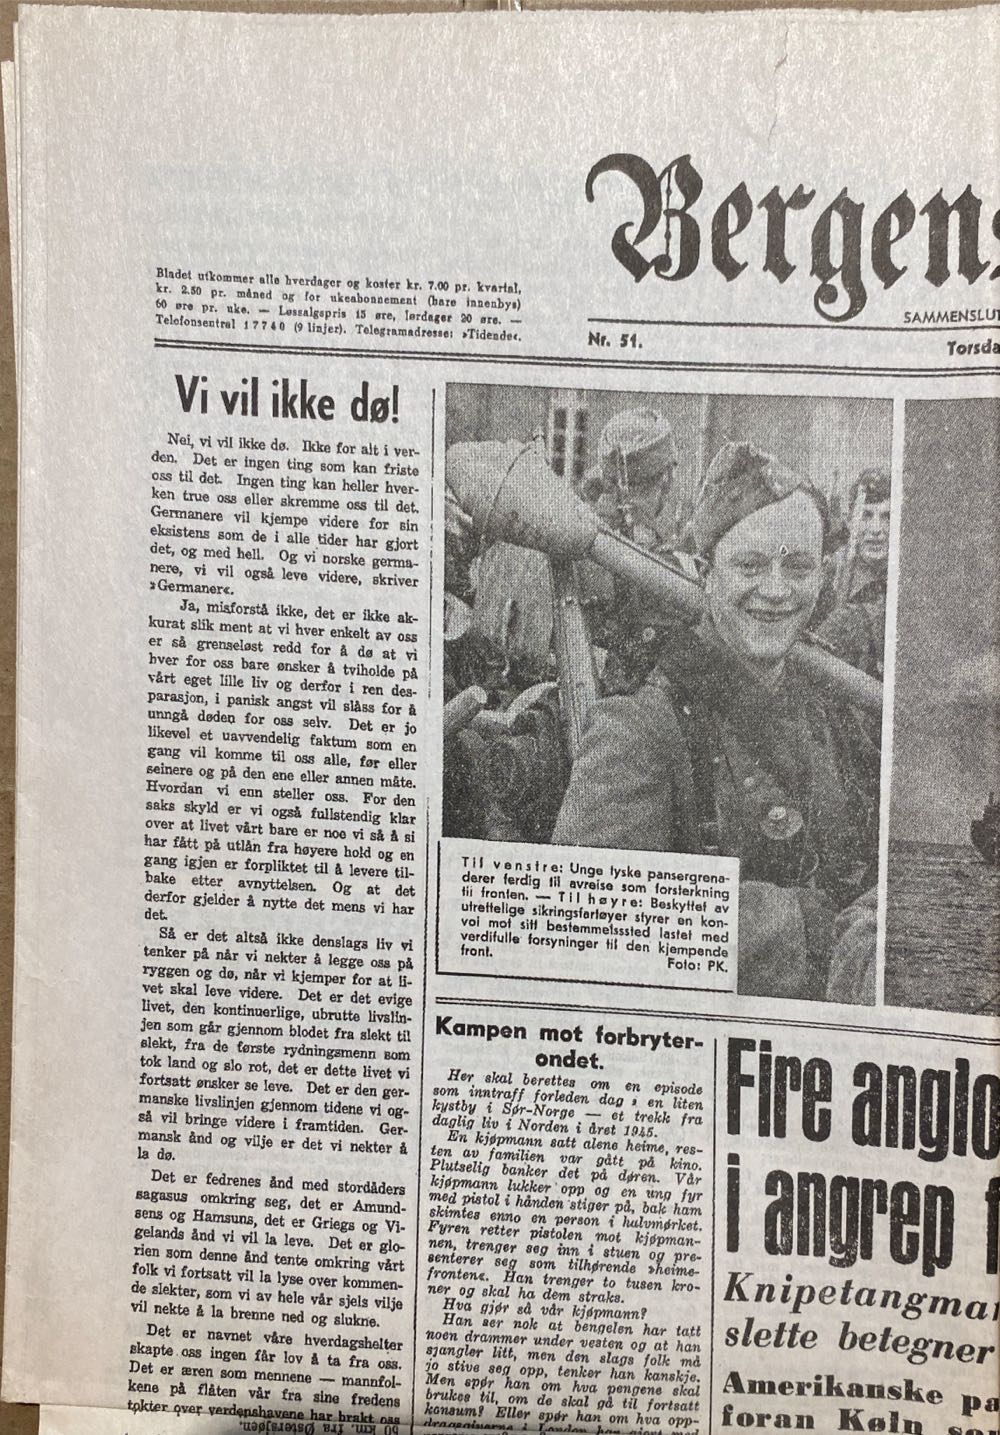 Bergens
Bladet utkommer alle hverdager og koster kr. 7.00 pr. kvartal,
kr. 2.50 pr. måned og for ukeabonnement (bare innenbys)
60 øre pr. uke. — Løssalgspris 15 øre, lørdager 20 øre. —
Telefonsentral 17740 (9 linjer). Telegramadresse: »Tidende«.
SAMMENSLUT
Nr. 51.
Torsda
Vi vil ikke dø!
Nei, vi vil ikke dø. Ikke for alt i ver-
den. Det er ingen ting som kan friste
oss til det. Ingen ting kan heller hver-
ken true oss eller skremme oss til det.
Germanere vil kjempe videre for sin
eksistens som de i alle tider har gjort
det, og med hell. Og vi norske germa-
nere, vi vil også leve videre, skriver
»Germaner«.
Ja, misforstå ikke, det er ikke ak-
kurat slik ment at vi hver enkelt av oss
er så grenseløst redd for å dø at vi
hver for oss bare ønsker å tviholde på
vårt eget lille liv og derfor i ren des-
parasjon, i panisk angst vil slåss for å
unngå døden for oss selv. Det er jo
likevel et uavvendelig faktum som en
gang vil komme til oss alle, før eller
seinere og på den ene eller annen måte.
Hvordan vi enn steller oss. For den
saks skyld er vi også fullstendig klar
over at livet vårt bare er noe vi så å si
har fått på utlån fra høyere hold og en
gang igjen er forpliktet til å levere til-
bake etter avnyttelsen. Og at det
derfor gjelder å nytte det mens vi har
det.
Så er det altså ikke denslags liv vi
tenker på når vi nekter å legge oss på
ryggen og dø, når vi kjemper for at li-
vet skal leve videre. Det er det evige
livet, den kontinuerlige, ubrutte livslin-
jen som går gjennom blodet fra slekt til
slekt, fra de første rydningsmenn som
tok land og slo rot, det er dette livet vi
fortsatt ønsker se leve. Det er den ger-
manske livslinjen gjennom tidene vi og-
så vil bringe videre i framtiden. Ger-
mansk ånd og vilje er det vi nekter å
la dø.
Det er fedrenes ånd med stordåders
sagasus omkring seg, det er Amund-
sens og Hamsuns, det er Griegs og Vi-
gelands ånd vi vil la leve. Det er glo-
rien som denne ånd tente omkring vårt
folk vi fortsatt vil la lyse over kommen-
de slekter, som vi av hele vår sjels vilje
vil nekte å la brenne ned og slukne.
Det er navnet våre hverdagshelter
skapte oss ingen får lov å ta fra oss.
Det er æren som mennene — mannfol-
kene på flåten vår fra sine fredens
tokter over verdenshavene har brakt oss
Til venstre: Unge tyske pansergrena-
derer ferdig til avreise som forsterkning
til fronten. — Til høyre: Beskyttet av
utrettelige sikringsfartøyer styrer en kon-
voi mot sitt bestemmelssted lastet med
verdifulle forsyninger til den kjempende
front.
Foto: PK.
Kampen mot forbryter-
ondet.
Her skal berettes om en episode
som inntraff forleden dag i en liten
kystby i Sør-Norge — et trekk fra
daglig liv i Norden i året 1945.
En kjøpmann satt alene heime, res-
ten av familien var gått på kino.
Plutselig banker det på døren. Vår
kjøpmann lukker opp og en ung fyr
med pistol i hånden stiger på, bak ham
skimtes enno en person i halvmørket.
Fyren retter pistolen mot kjøpman-
nen, trenger seg inn i stuen og pre-
senterer seg som tilhørende »heime-
fronten«. Han trenger to tusen kro-
ner og skal ha dem straks.
Hva gjør så vår kjøpmann?
Han ser nok at bengelen har tatt
noen drammer under vesten og at han
sjangler litt, men den slags folk må
jo stive seg opp, tenker han kanskje.
Men spør han om hva pengene skal
brukes til, om de skal gå til fortsatt
konsum? Eller spør han om hva opp-
dragsgiverne i London har gjort med
Fire anglo
i angrep f
Knipetangman
slette betegner
Amerikanske pa
foran Køln som
50 km. fra Østersjøen.